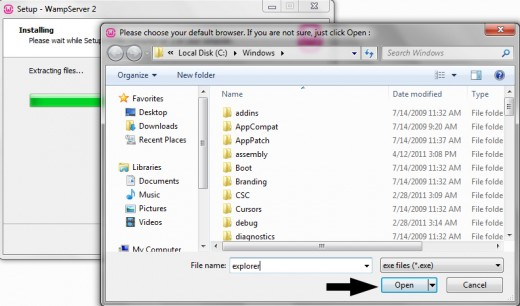 Setup - WampServer 2
Installing
Please wait while Setu
Extracting files...
Please choose your default browser. If you are not sure, just click Open :
« Local Disk (C:) ▸ Windows ▸
Search Windows
Organize
New folder
Name
Date modified
Type
Favorites
Desktop
Downloads
Recent Places
Libraries
Documents
Music
Pictures
Videos
My Computer
addins 7/14/2009 11:32 AM File folde
AppCompat 7/14/2009 9:20 AM File folde
AppPatch 7/14/2009 11:37 AM File folde
assembly 4/12/2011 3:08 PM File folde
Boot 7/14/2009 11:32 AM File folde
Branding 7/14/2009 11:32 AM File folde
CSC 2/28/2011 3:09 AM File folde
Cursors 7/14/2009 11:32 AM File folde
debug 2/28/2011 3:14 AM File folde
diagnostics 7/14/2009 11:32 AM File folde
File name: explorer
exe files (*.exe)
Open
Cancel